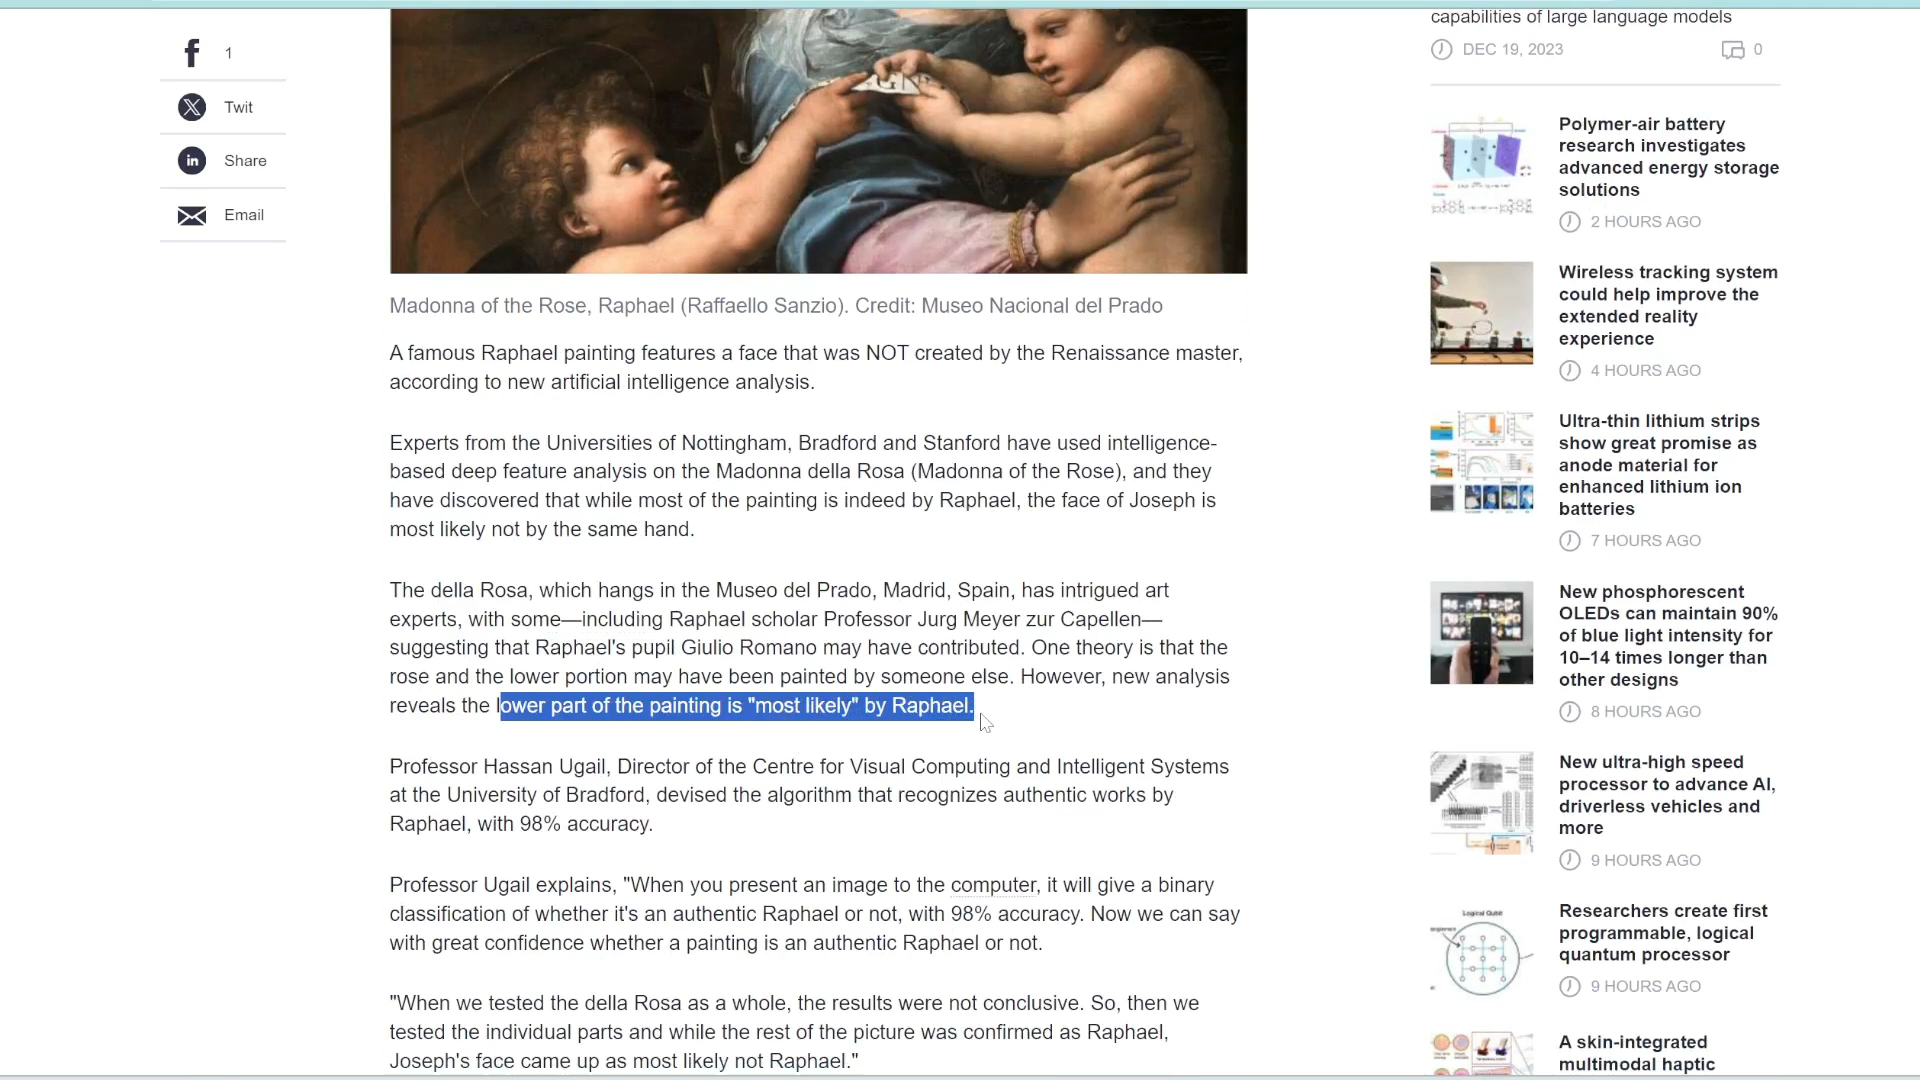 1
Twit
Share
Email
Madonna of the Rose, Raphael (Raffaello Sanzio). Credit: Museo Nacional del Prado
A famous Raphael painting features a face that was NOT created by the Renaissance master,
according to new artificial intelligence analysis.
Experts from the Universities of Nottingham, Bradford and Stanford have used intelligence-
based deep feature analysis on the Madonna della Rosa (Madonna of the Rose), and they
have discovered that while most of the painting is indeed by Raphael, the face of Joseph is
most likely not by the same hand.
The della Rosa, which hangs in the Museo del Prado, Madrid, Spain, has intrigued art
experts, with some—including Raphael scholar Professor Jurg Meyer zur Capellen—
suggesting that Raphael's pupil Giulio Romano may have contributed. One theory is that the
rose and the lower portion may have been painted by someone else. However, new analysis
reveals the lower part of the painting is "most likely" by Raphael.
Professor Hassan Ugail, Director of the Centre for Visual Computing and Intelligent Systems
at the University of Bradford, devised the algorithm that recognizes authentic works by
Raphael, with 98% accuracy.
Professor Ugail explains, "When you present an image to the computer, it will give a binary
classification of whether it's an authentic Raphael or not, with 98% accuracy. Now we can say
with great confidence whether a painting is an authentic Raphael or not.
"When we tested the della Rosa as a whole, the results were not conclusive. So, then we
tested the individual parts and while the rest of the picture was confirmed as Raphael,
Joseph's face came up as most likely not Raphael."
capabilities of large language models
DEC 19, 2023
0
Polymer-air battery
research investigates
advanced energy storage
solutions
2 HOURS AGO
Wireless tracking system
could help improve the
extended reality
experience
4 HOURS AGO
Ultra-thin lithium strips
show great promise as
anode material for
enhanced lithium ion
batteries
7 HOURS AGO
New phosphorescent
OLEDs can maintain 90%
of blue light intensity for
10–14 times longer than
other designs
8 HOURS AGO
New ultra-high speed
processor to advance AI,
driverless vehicles and
more
9 HOURS AGO
Logical Qubit
Researchers create first
programmable, logical
quantum processor
9 HOURS AGO
A skin-integrated
multimodal haptic